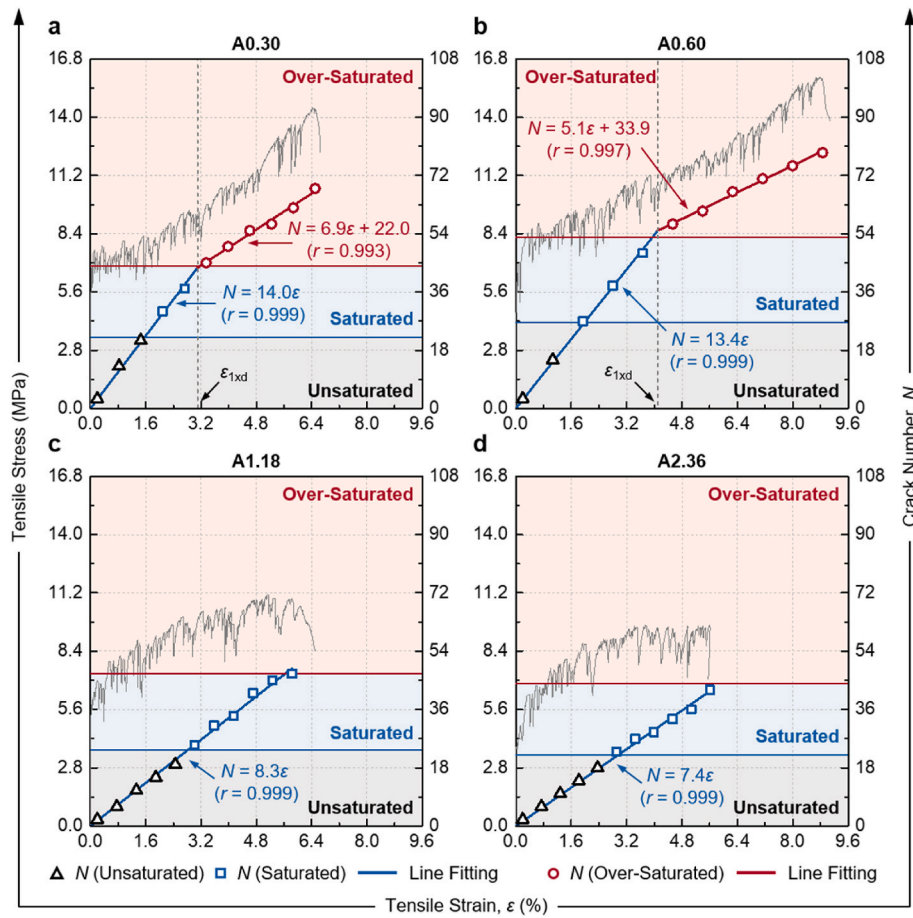 a
A0.30
b
A0.60
16.8
14.0
11.2
8.4
5.6
2.8
0.0
108
90
72
54
36
18
0
Over-Saturated
N = 6.9ε + 22.0
(r = 0.993)
N = 14.0ε
(r = 0.999)
Saturated
ε1xd
Unsaturated
0.0 1.6 3.2 4.8 6.4 8.0 9.6
16.8
14.0
11.2
8.4
5.6
2.8
0.0
108
90
72
54
36
18
0
Over-Saturated
N = 5.1ε + 33.9
(r = 0.997)
Saturated
N = 13.4ε
(r = 0.999)
ε1xd
Unsaturated
0.0 1.6 3.2 4.8 6.4 8.0 9.6
c
A1.18
d
A2.36
16.8
14.0
11.2
8.4
5.6
2.8
0.0
108
90
72
54
36
18
0
Over-Saturated
Saturated
N = 8.3ε
(r = 0.999)
Unsaturated
0.0 1.6 3.2 4.8 6.4 8.0 9.6
16.8
14.0
11.2
8.4
5.6
2.8
0.0
108
90
72
54
36
18
0
Over-Saturated
Saturated
N = 7.4ε
(r = 0.999)
Unsaturated
0.0 1.6 3.2 4.8 6.4 8.0 9.6
Tensile Stress (MPa)
Crack Number, N
N (Unsaturated) N (Saturated) Line Fitting N (Over-Saturated) Line Fitting
Tensile Strain, ε (%)